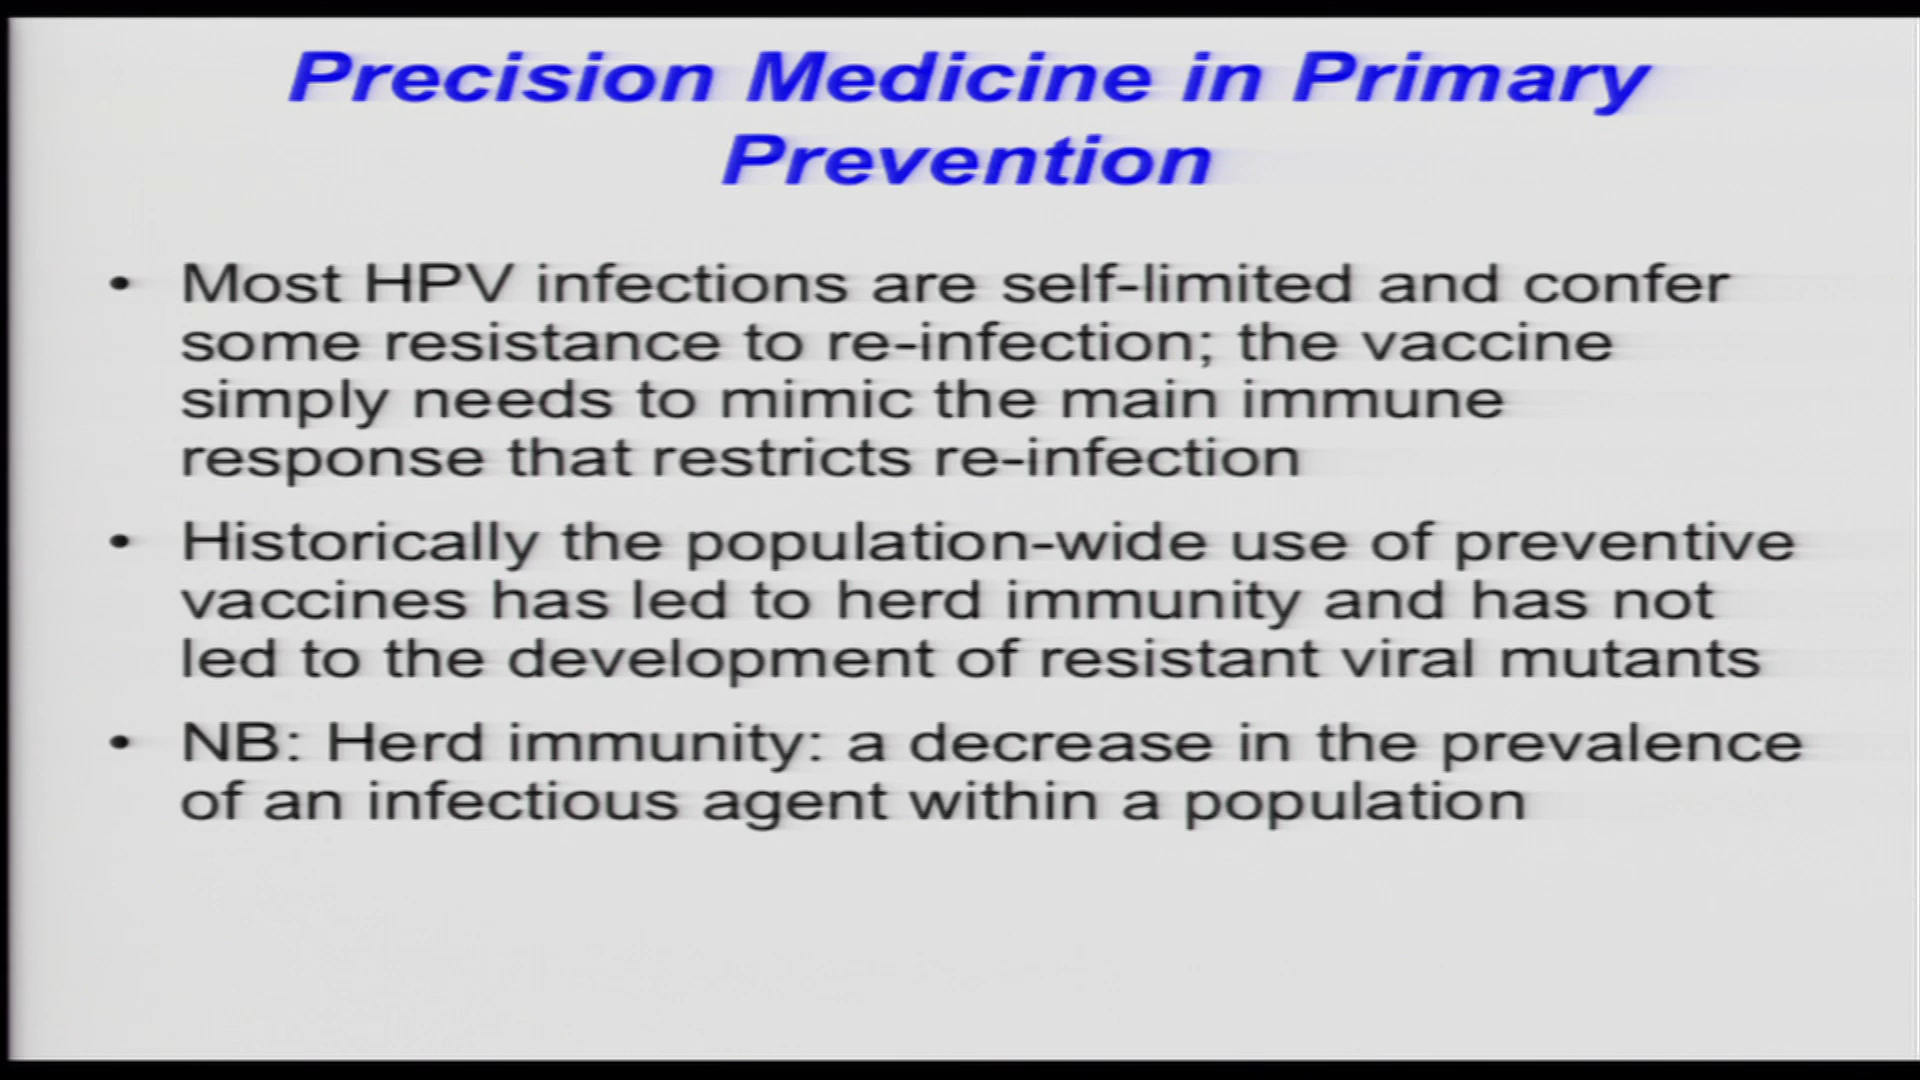 Precision Medicine in Primary
Prevention
• Most HPV infections are self-limited and confer
some resistance to re-infection; the vaccine
simply needs to mimic the main immune
response that restricts re-infection
• Historically the population-wide use of preventive
vaccines has led to herd immunity and has not
led to the development of resistant viral mutants
• NB: Herd immunity: a decrease in the prevalence
of an infectious agent within a population